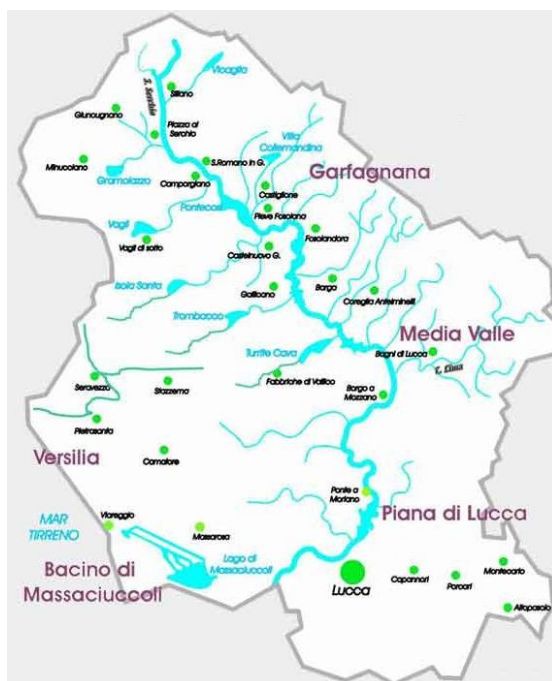 Vicaglia
Sillano
F. Serchio
Giuncugnano
Piazza al
Serchio
Villa
Collemandina
Minucciano
S.Romano in G.
Garfagnana
Gramolazzo
Camporgiano
Castiglione
Pontecosi
Pieve Fosciana
Vagli
Fosciandora
Vagli di sotto
Castelnuovo G.
Isola Santa
Gallicano
Barga
Coreglia Antelminelli
Trombacco
Media Valle
Turrite Cava
Bagni di Lucca
T. Lima
Seravezza
Stazzema
Fabbriche di Vallico
Borgo a
Mozzano
Pietrasanta
Versilia
Camaiore
Ponte a
Moriano
Viareggio
MAR
TIRRENO
Massarosa
Piana di Lucca
Lago di
Massaciuccoli
Bacino di
Massaciuccoli
Lucca
Capannori
Porcari
Montecarlo
Altopascio